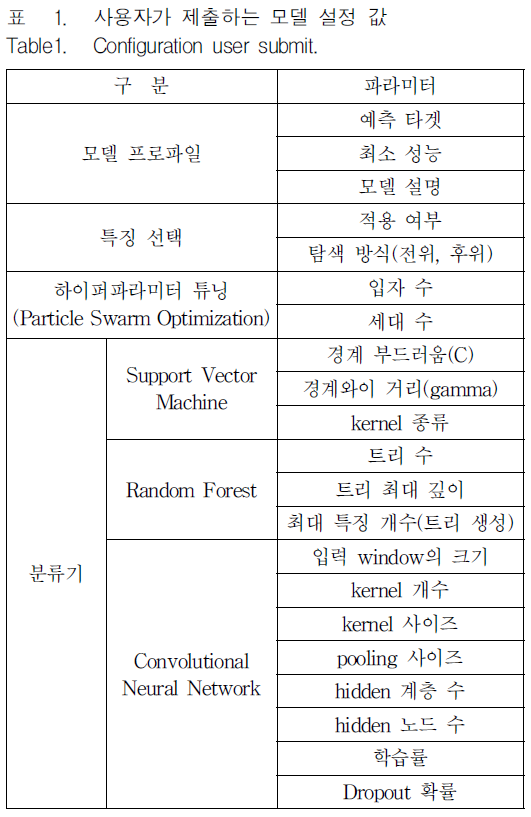 표 1. 사용자가 제출하는 모델 설정 값
Table1. Configuration user submit.
구 분
파라미터
모델 프로파일
예측 타겟
최소 성능
모델 설명
특징 선택
적용 여부
탐색 방식(전위, 후위)
하이퍼파라미터 튜닝
(Particle Swarm Optimization)
입자 수
세대 수
분류기
Support Vector
Machine
경계 부드러움(C)
경계와이 거리(gamma)
kernel 종류
Random Forest
트리 수
트리 최대 깊이
최대 특징 개수(트리 생성)
Convolutional
Neural Network
입력 window의 크기
kernel 개수
kernel 사이즈
pooling 사이즈
hidden 계층 수
hidden 노드 수
학습률
Dropout 확률